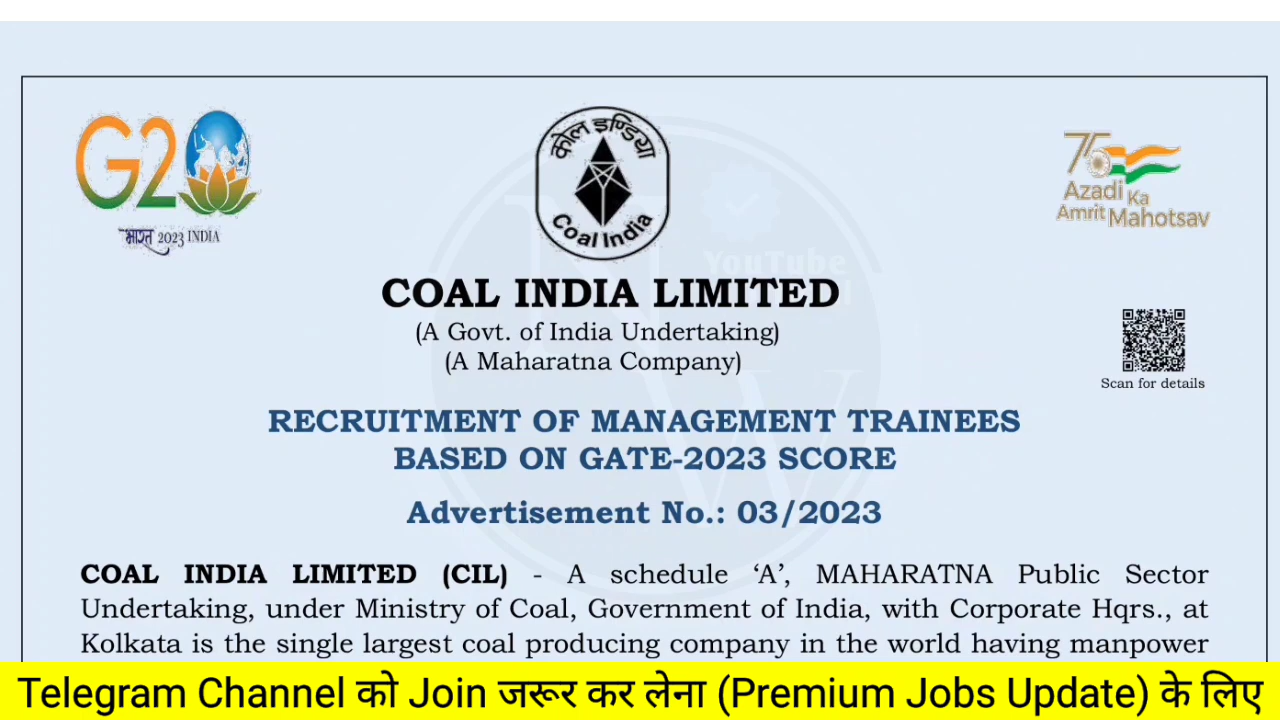 G20
भारत 2023 INDIA
कोल इण्डिया
Coal India
75
Azadi Ka
Amrit Mahotsav
YouTube
COAL INDIA LIMITED
(A Govt. of India Undertaking)
(A Maharatna Company)
Scan for details
RECRUITMENT OF MANAGEMENT TRAINEES
BASED ON GATE-2023 SCORE
Advertisement No.: 03/2023
COAL INDIA LIMITED (CIL) - A schedule ‘A’, MAHARATNA Public Sector
Undertaking, under Ministry of Coal, Government of India, with Corporate Hqrs., at
Kolkata is the single largest coal producing company in the world having manpower
Telegram Channel को Join जरूर कर लेना (Premium Jobs Update) के लिए